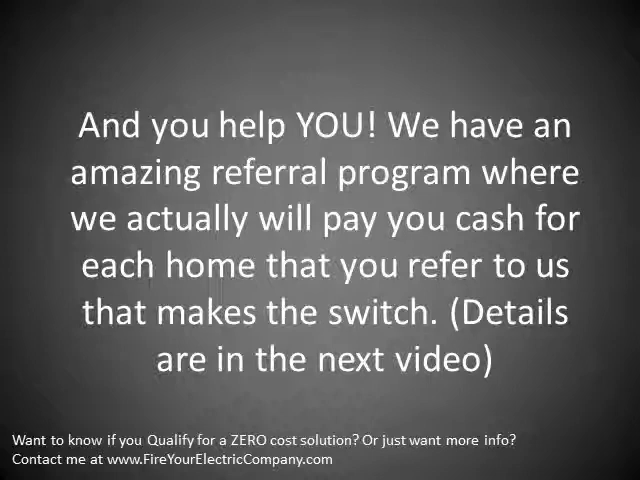 And you help YOU! We have an
amazing referral program where
we actually will pay you cash for
each home that you refer to us
that makes the switch. (Details
are in the next video)
Want to know if you Qualify for a ZERO cost solution? Or just want more info?
Contact me at www.FireYourElectricCompany.com